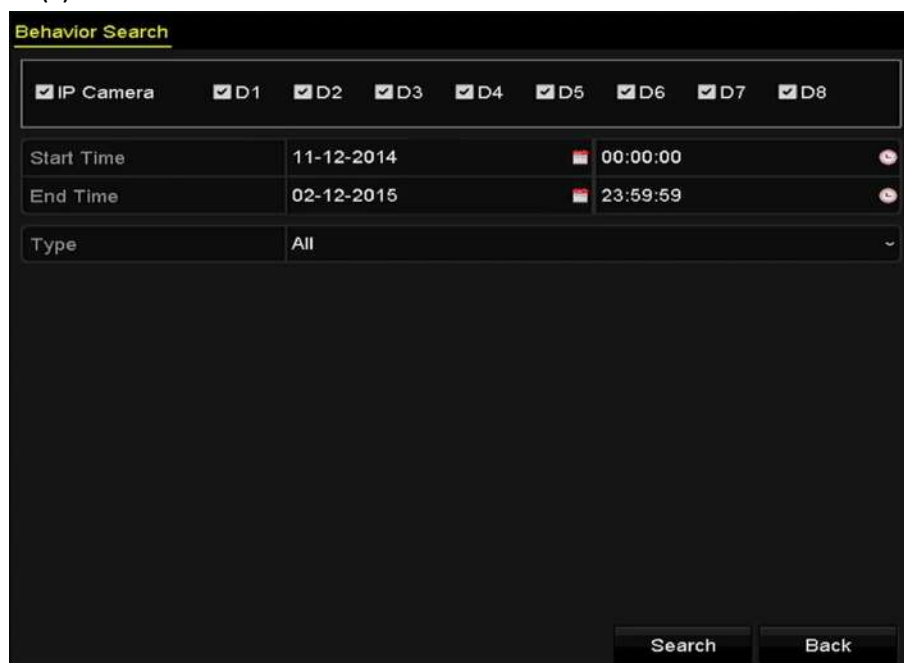 Behavior Search
IP Camera D1 D2 D3 D4 D5 D6 D7 D8
Start Time 11-12-2014 00:00:00
End Time 02-12-2015 23:59:59
Type All
Search Back